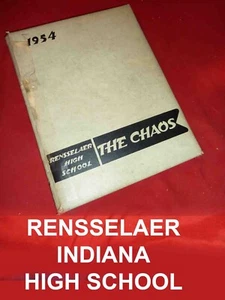 1954
RENSSELAER
HIGH
SCHOOL
THE CHAOS
RENSSELAER
INDIANA
HIGH SCHOOL